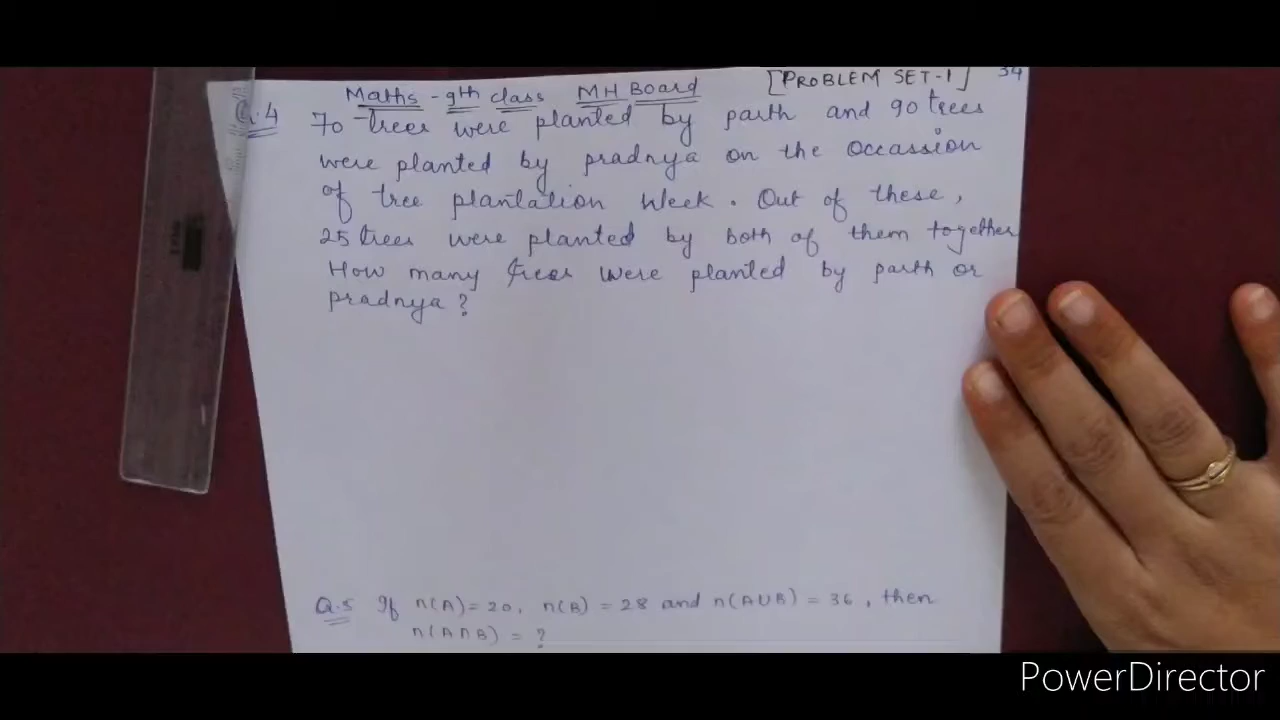 [PROBLEM SET-1] 34
Maths - 9th class MH Board
Q.4 70 trees were planted by parth and 90 trees
were planted by pradnya on the occassion
of tree plantation week. Out of these,
25 trees were planted by both of them together
How many trees were planted by parth or
pradnya?
Q.5 If n(A) = 20, n(B) = 28 and n(A∪B) = 36, then
n(A∩B) = ?
PowerDirector